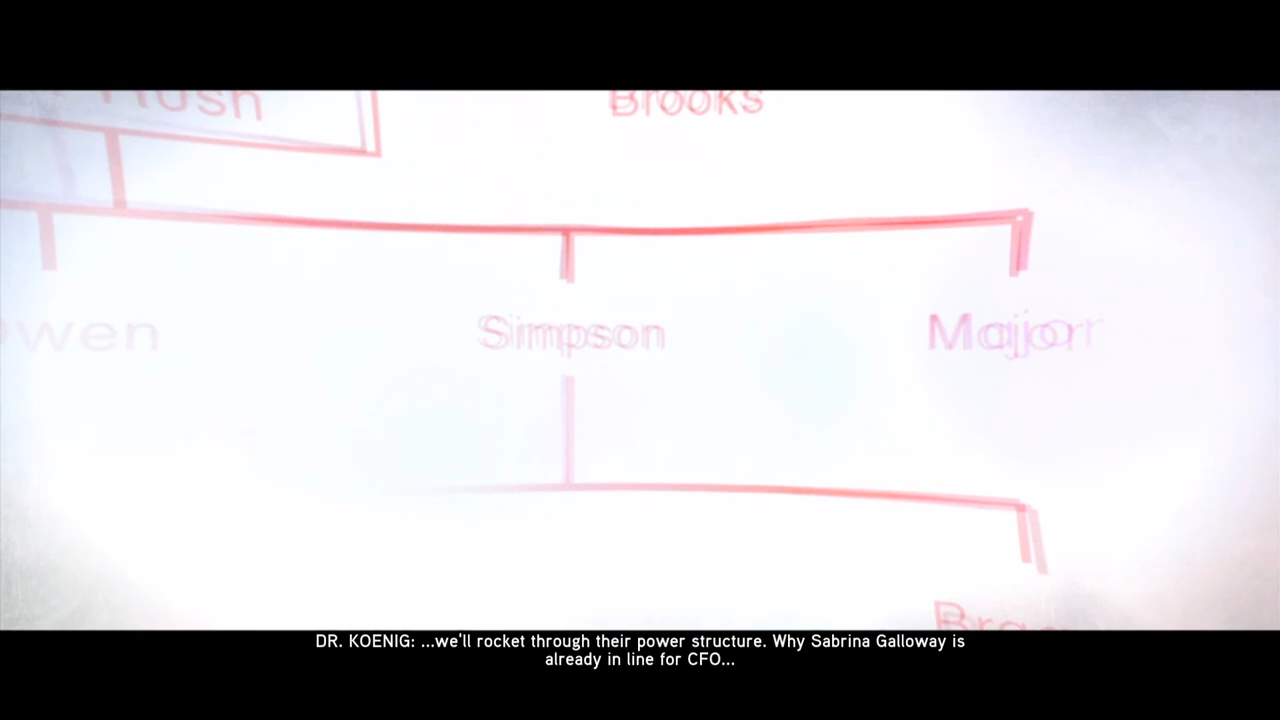 Brooks
Simpson
Major
DR. KOENIG: ...we'll rocket through their power structure. Why Sabrina Galloway is
already in line for CFO...